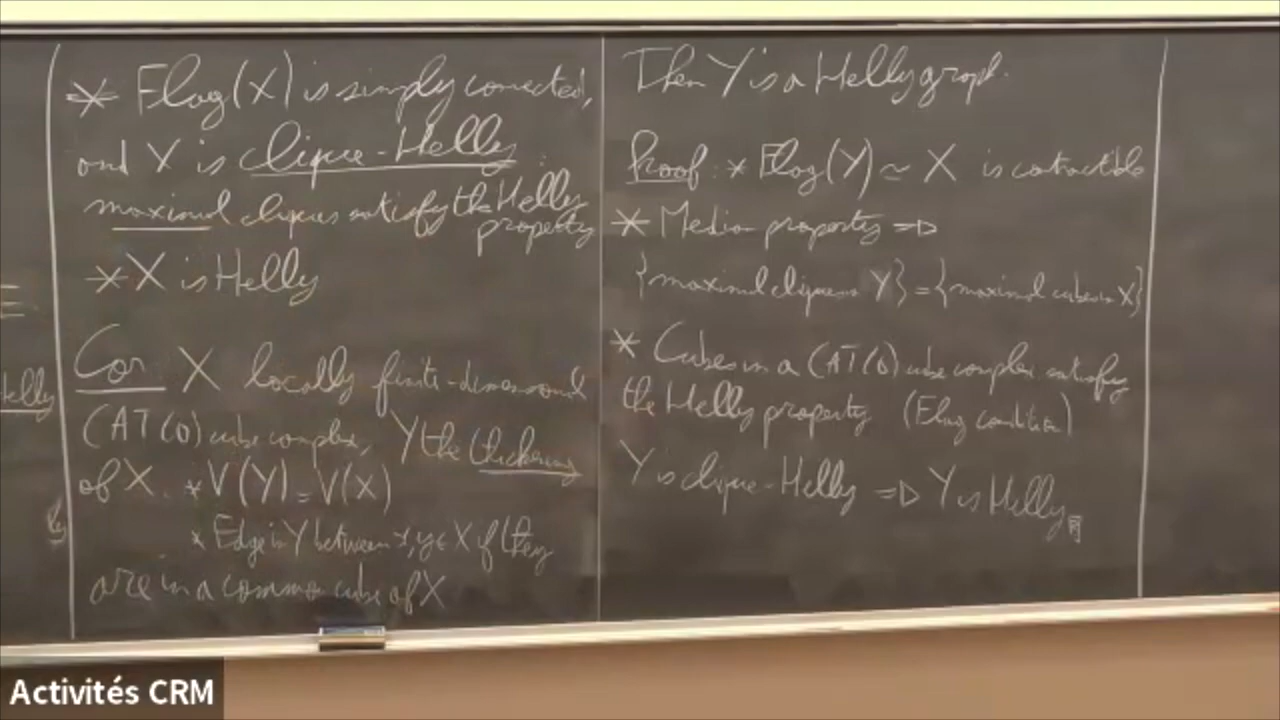 * Flag(X) is simply connected,
and X is clique-Helly
maximal cliques satisfy the Helly
property
* X is Helly
Cor X locally finite-dimensional
CAT(0) cube complex, Y the thickening
of X. * V(Y) = V(X)
* Edge in Y between x,y ∈ X if they
are in a common cube of X
Then Y is a Helly graph.
Proof: * Flag(Y) ≃ X is contractible
* Median property ⇒
{maximal cliques in Y} = {maximal cubes in X}
* Cubes in a CAT(0) cube complex satisfy
the Helly property (Flag condition)
Y is clique-Helly ⇒ Y is Helly
elly
Activités CRM